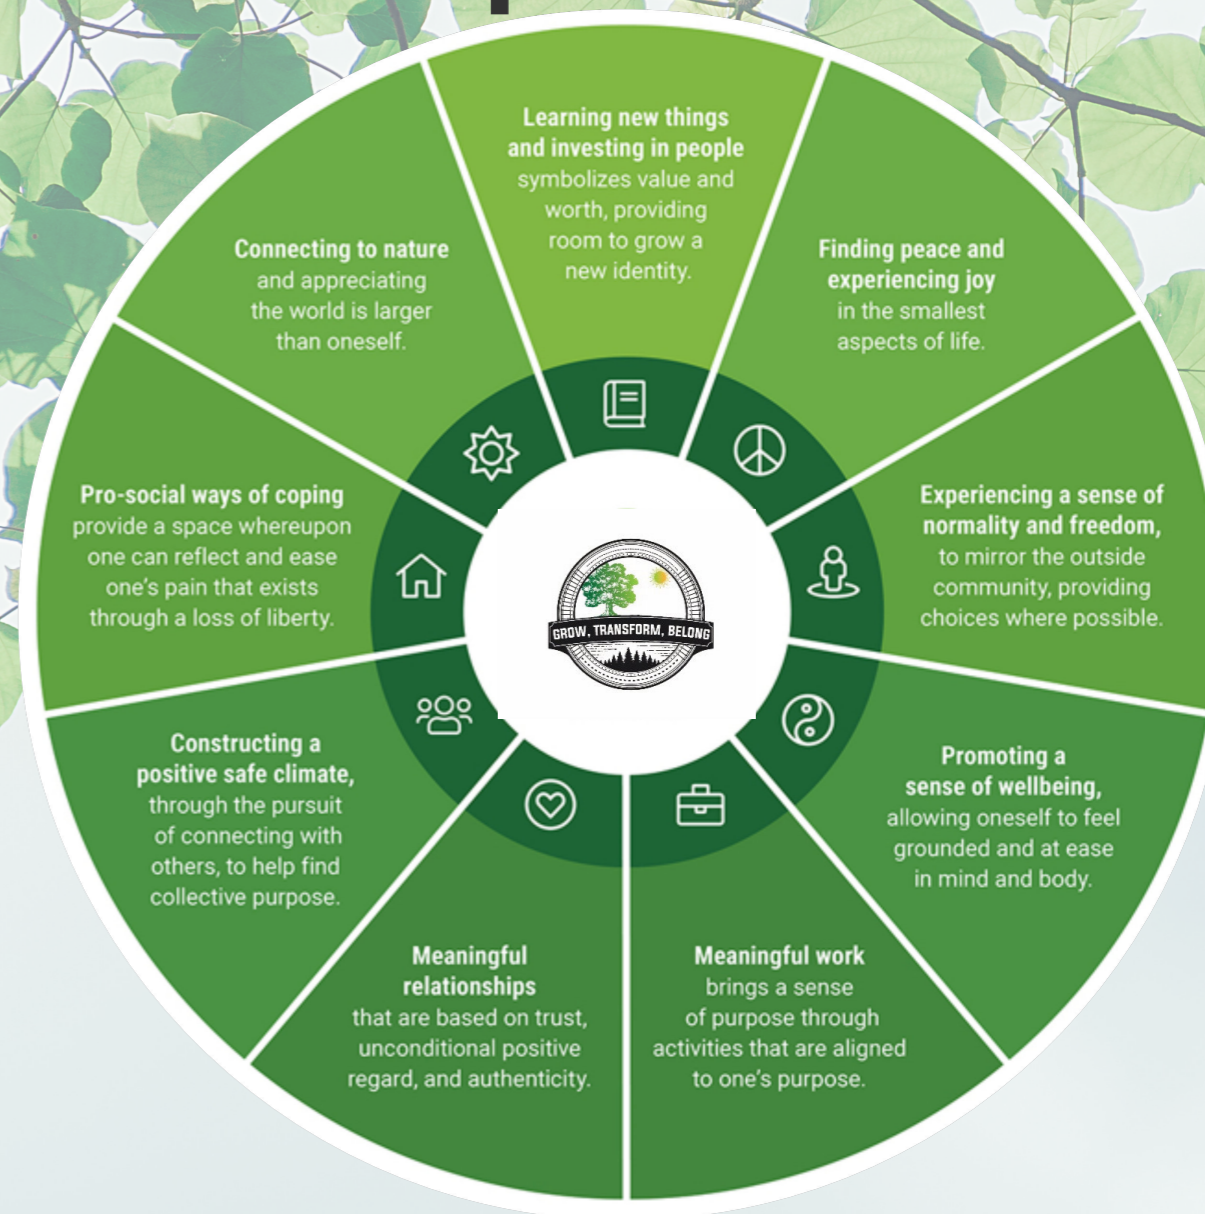 Learning new things
and investing in people
symbolizes value and
worth, providing
room to grow a
new identity.
Finding peace and
experiencing joy
in the smallest
aspects of life.
Experiencing a sense of
normality and freedom,
to mirror the outside
community, providing
choices where possible.
Promoting a
sense of wellbeing,
allowing oneself to feel
grounded and at ease
in mind and body.
Meaningful work
brings a sense
of purpose through
activities that are aligned
to one's purpose.
Meaningful
relationships
that are based on trust,
unconditional positive
regard, and authenticity.
Constructing a
positive safe climate,
through the pursuit
of connecting with
others, to help find
collective purpose.
Pro-social ways of coping
provide a space whereupon
one can reflect and ease
one's pain that exists
through a loss of liberty.
Connecting to nature
and appreciating
the world is larger
than oneself.
GROW, TRANSFORM, BELONG